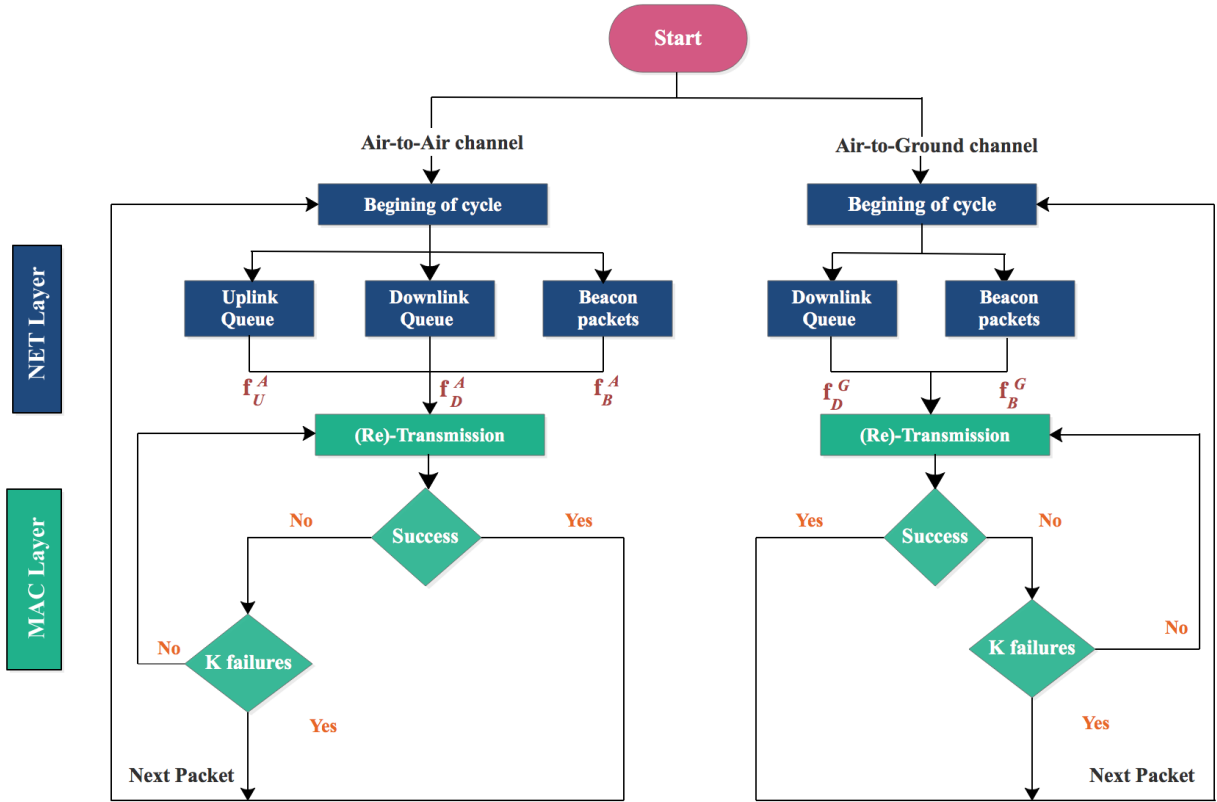 Start
Air-to-Air channel
Air-to-Ground channel
Begining of cycle
Begining of cycle
NET Layer
Uplink
Queue
Downlink
Queue
Beacon
packets
Downlink
Queue
Beacon
packets
f_U^A
f_D^A
f_B^A
f_D^G
f_B^G
(Re)-Transmission
(Re)-Transmission
MAC Layer
No
Success
Yes
Yes
Success
No
No
K failures
K failures
No
Yes
Yes
Next Packet
Next Packet